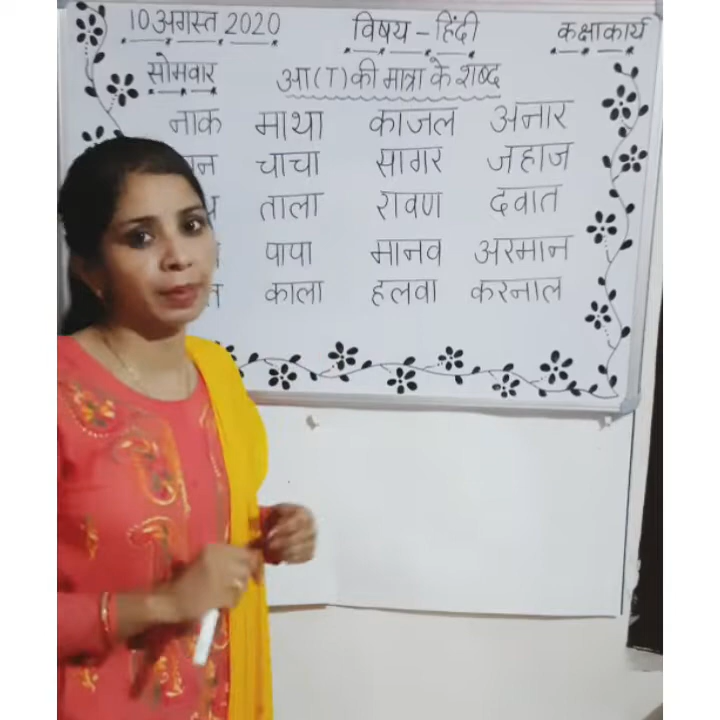 10 अगस्त 2020 विषय - हिंदी कक्षाकार्य
सोमवार आ(ा) की मात्रा के शब्द
नाक माथा काजल अनार
चाचा सागर जहाज
ताला रावण दवात
पापा मानव अरमान
काला हलवा करनाल